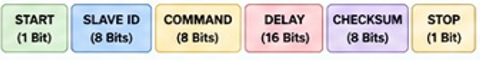 START
(1 Bit)
SLAVE ID
(8 Bits)
COMMAND
(8 Bits)
DELAY
(16 Bits)
CHECKSUM
(8 Bits)
STOP
(1 Bit)